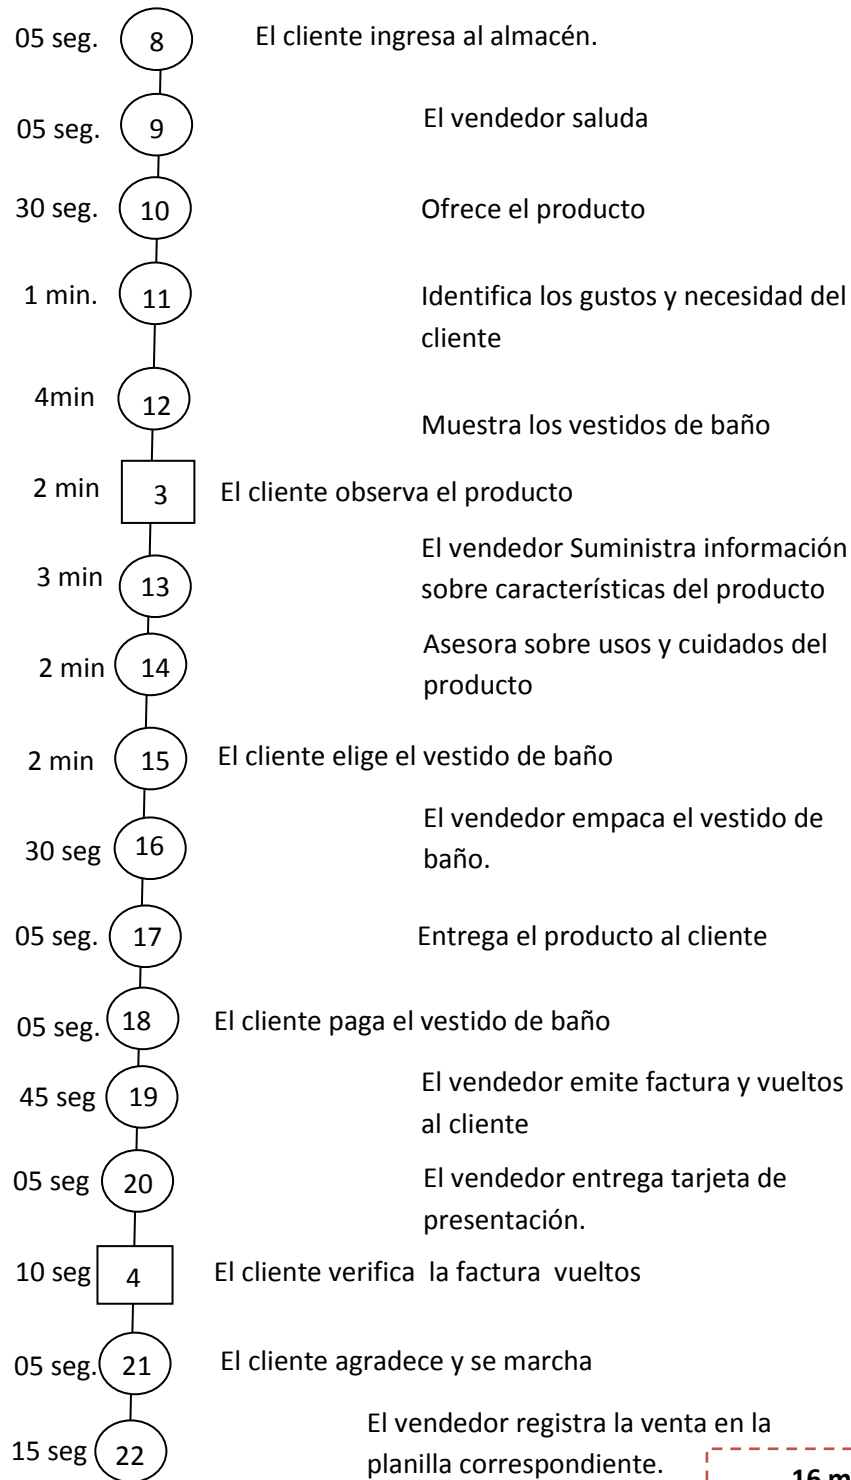 05 seg. 8 El cliente ingresa al almacén.
05 seg. 9 El vendedor saluda
30 seg. 10 Ofrece el producto
1 min. 11 Identifica los gustos y necesidad del
cliente
4min 12 Muestra los vestidos de baño
2 min 3 El cliente observa el producto
El vendedor Suministra información
3 min 13 sobre características del producto
Asesora sobre usos y cuidados del
2 min 14 producto
2 min 15 El cliente elige el vestido de baño
El vendedor empaca el vestido de
30 seg 16 baño.
05 seg. 17 Entrega el producto al cliente
05 seg. 18 El cliente paga el vestido de baño
45 seg 19 El vendedor emite factura y vueltos
al cliente
05 seg 20 El vendedor entrega tarjeta de
presentación.
10 seg 4 El cliente verifica la factura vueltos
05 seg. 21 El cliente agradece y se marcha
El vendedor registra la venta en la
15 seg 22 planilla correspondiente.
16